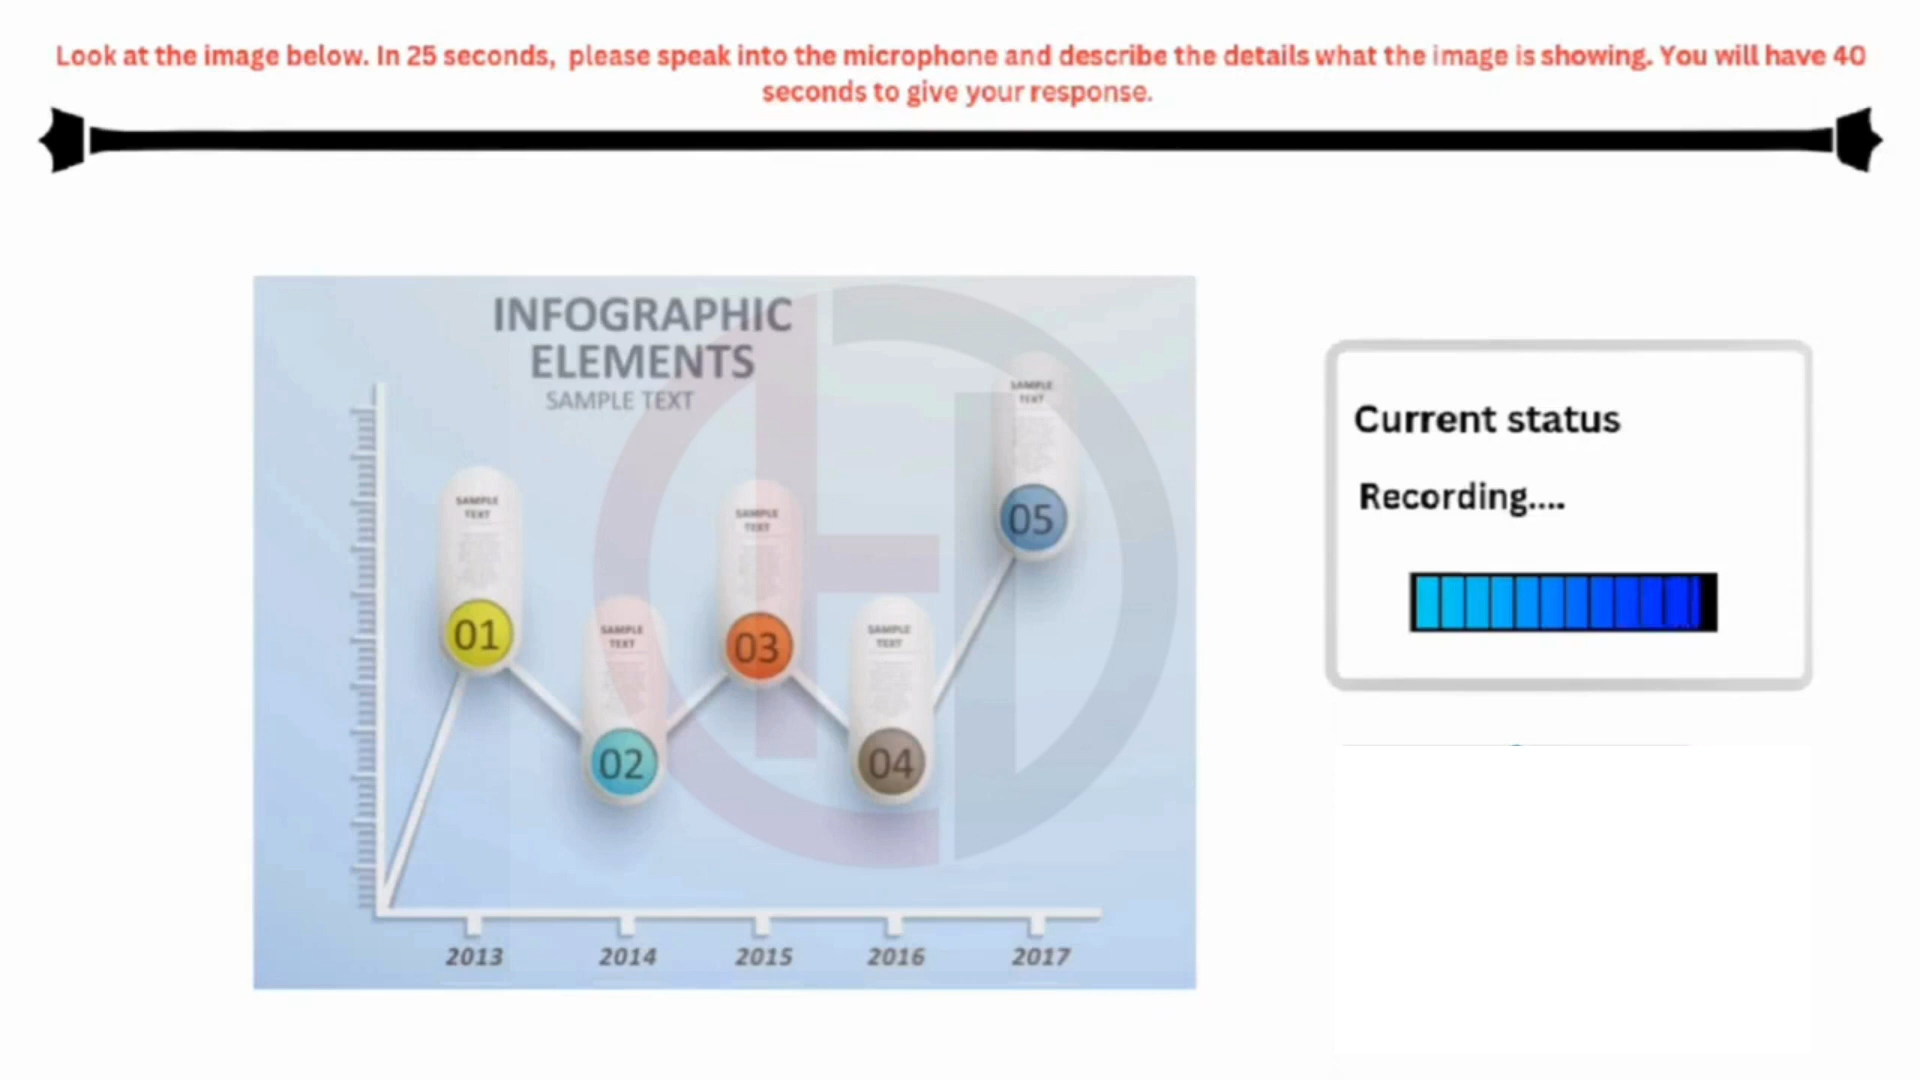 Look at the image below. In 25 seconds, please speak into the microphone and describe the details what the image is showing. You will have 40
seconds to give your response.
INFOGRAPHIC
ELEMENTS
SAMPLE TEXT
SAMPLE
TEXT
01
SAMPLE
TEXT
02
SAMPLE
TEXT
03
SAMPLE
TEXT
04
SAMPLE
TEXT
05
2013 2014 2015 2016 2017
Current status
Recording....